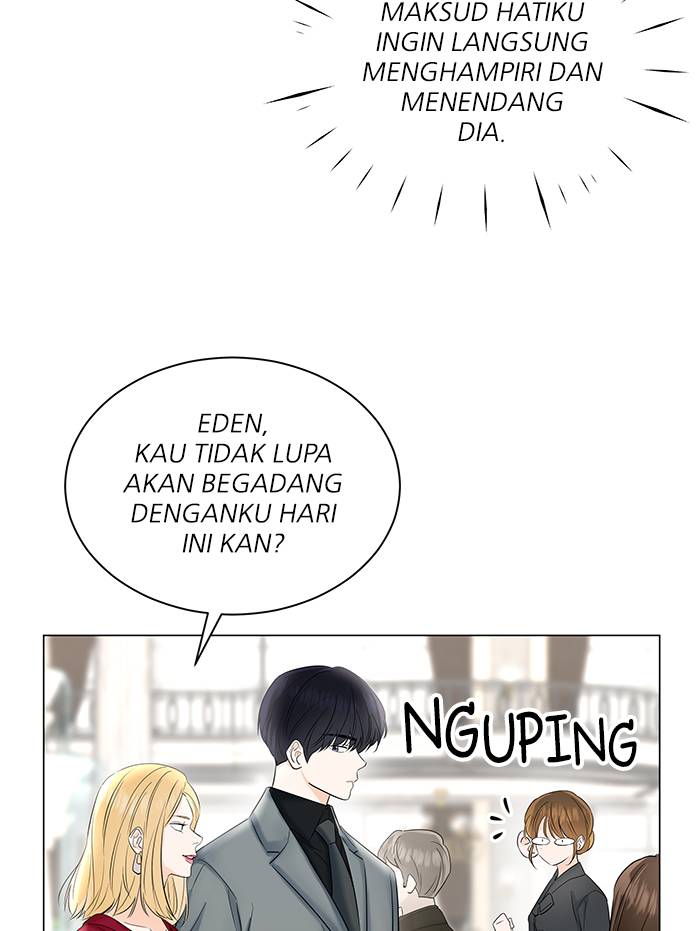 MAKSUD HATIKU
INGIN LANGSUNG
MENGHAMPIRI DAN
MENENDANG
DIA.
EDEN,
KAU TIDAK LUPA
AKAN BEGADANG
DENGANKU HARI
INI KAN?
NGUPING